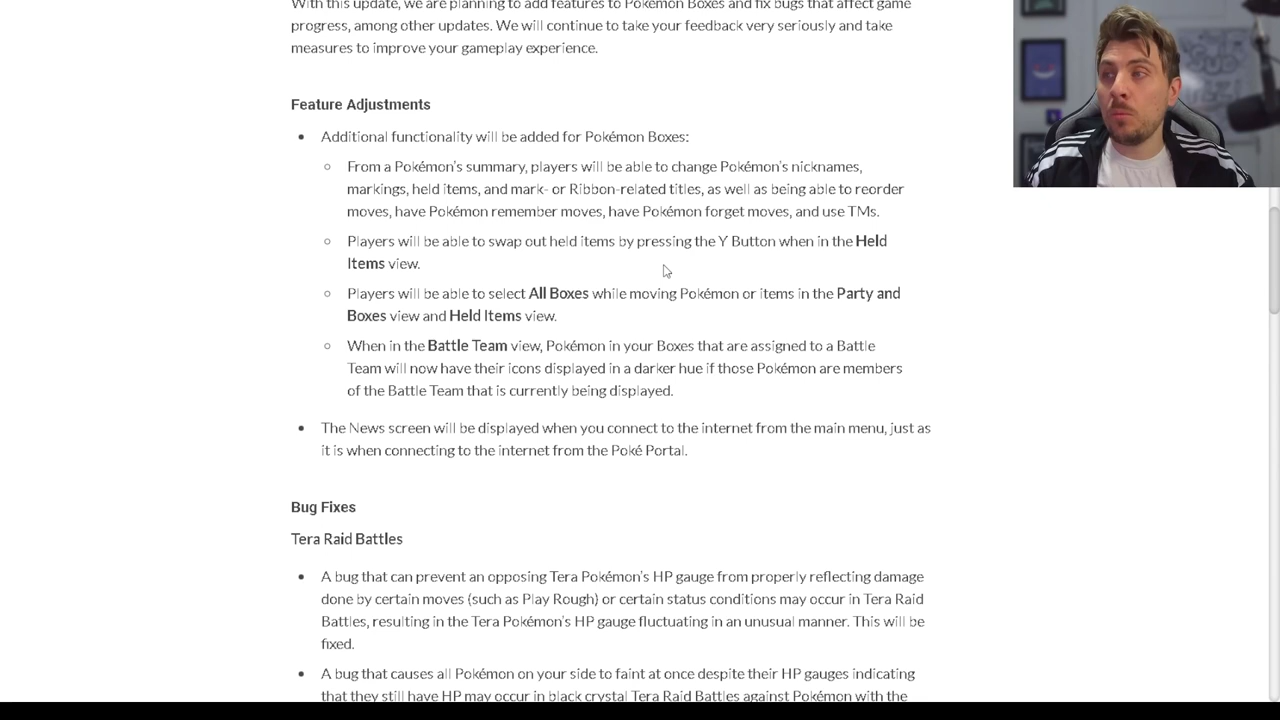 With this update, we are planning to add features to Pokémon Boxes and fix bugs that affect game
progress, among other updates. We will continue to take your feedback very seriously and take
measures to improve your gameplay experience.
Feature Adjustments
• Additional functionality will be added for Pokémon Boxes:
○ From a Pokémon's summary, players will be able to change Pokémon's nicknames,
markings, held items, and mark- or Ribbon-related titles, as well as being able to reorder
moves, have Pokémon remember moves, have Pokémon forget moves, and use TMs.
○ Players will be able to swap out held items by pressing the Y Button when in the Held
Items view.
○ Players will be able to select All Boxes while moving Pokémon or items in the Party and
Boxes view and Held Items view.
○ When in the Battle Team view, Pokémon in your Boxes that are assigned to a Battle
Team will now have their icons displayed in a darker hue if those Pokémon are members
of the Battle Team that is currently being displayed.
• The News screen will be displayed when you connect to the internet from the main menu, just as
it is when connecting to the internet from the Poké Portal.
Bug Fixes
Tera Raid Battles
• A bug that can prevent an opposing Tera Pokémon's HP gauge from properly reflecting damage
done by certain moves (such as Play Rough) or certain status conditions may occur in Tera Raid
Battles, resulting in the Tera Pokémon's HP gauge fluctuating in an unusual manner. This will be
fixed.
• A bug that causes all Pokémon on your side to faint at once despite their HP gauges indicating
that they still have HP may occur in black crystal Tera Raid Battles against Pokémon with the